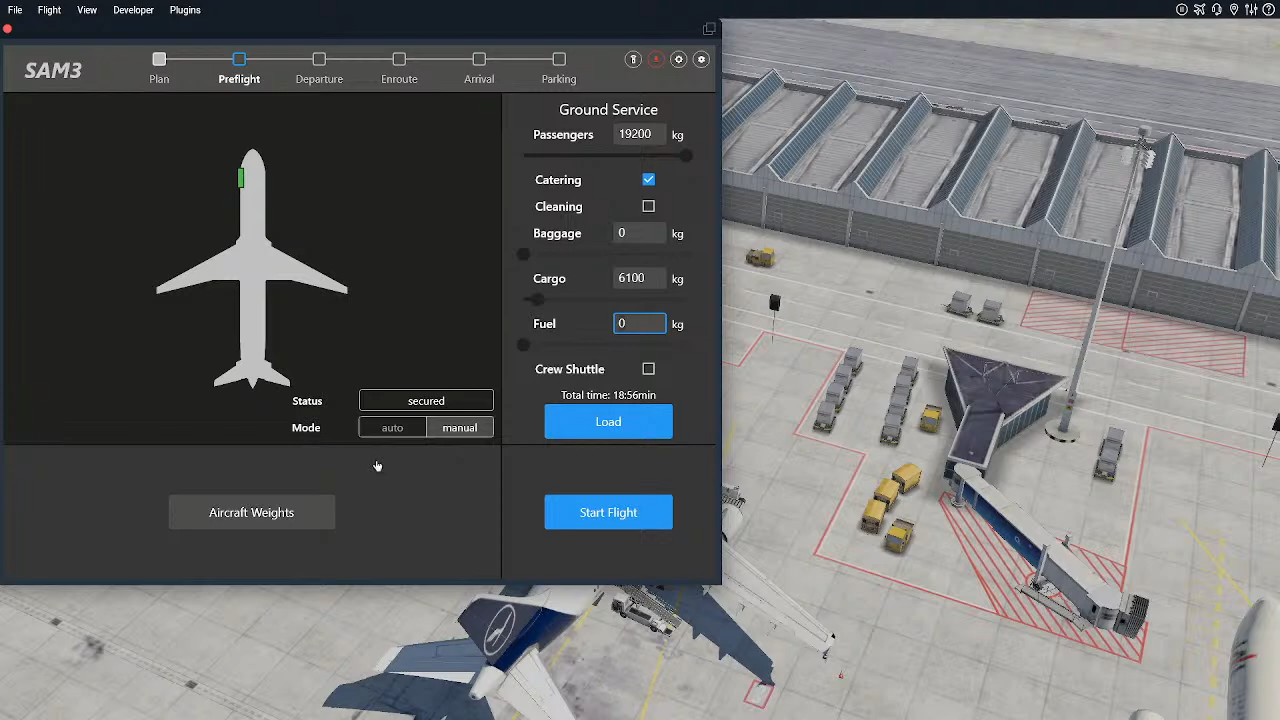 File Flight View Developer Plugins
SAM3
Plan Preflight Departure Enroute Arrival Parking
Ground Service
Passengers 19200 kg
Catering
Cleaning
Baggage 0 kg
Cargo 6100 kg
Fuel 0 kg
Crew Shuttle
Status secured
Total time: 18:56min
Mode auto manual
Load
Aircraft Weights
Start Flight